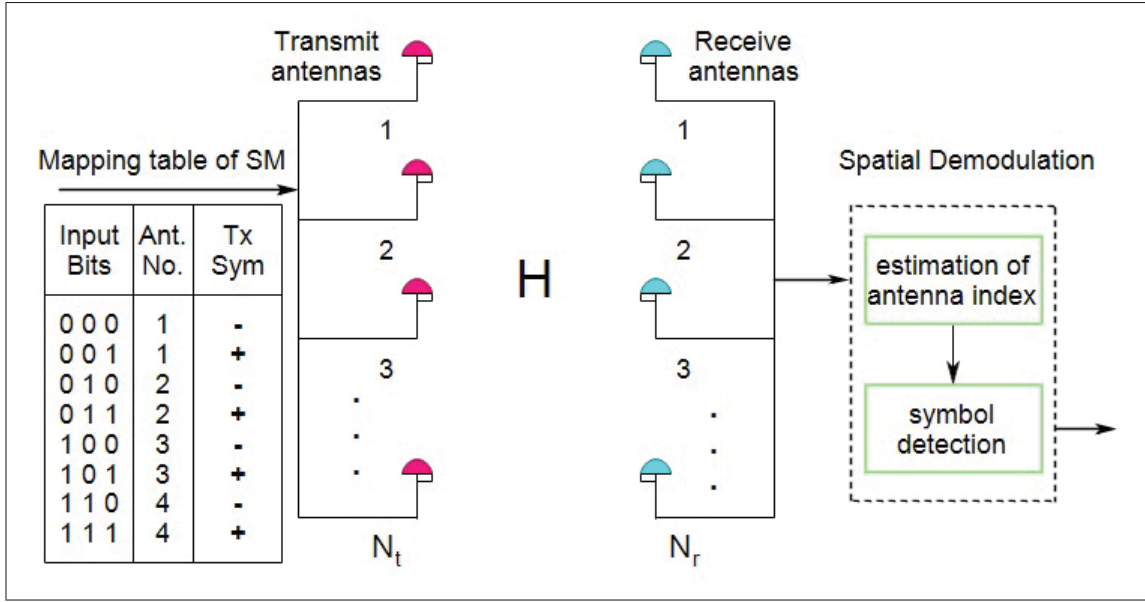 Transmit
antennas
Receive
antennas
1
1
Mapping table of SM
Spatial Demodulation
Input Bits
Ant. No.
Tx Sym
2
2
H
estimation of
antenna index
0 0 0 1 -
0 0 1 1 +
0 1 0 2 -
0 1 1 2 +
1 0 0 3 -
1 0 1 3 +
1 1 0 4 -
1 1 1 4 +
3
3
symbol
detection
Nt
Nr